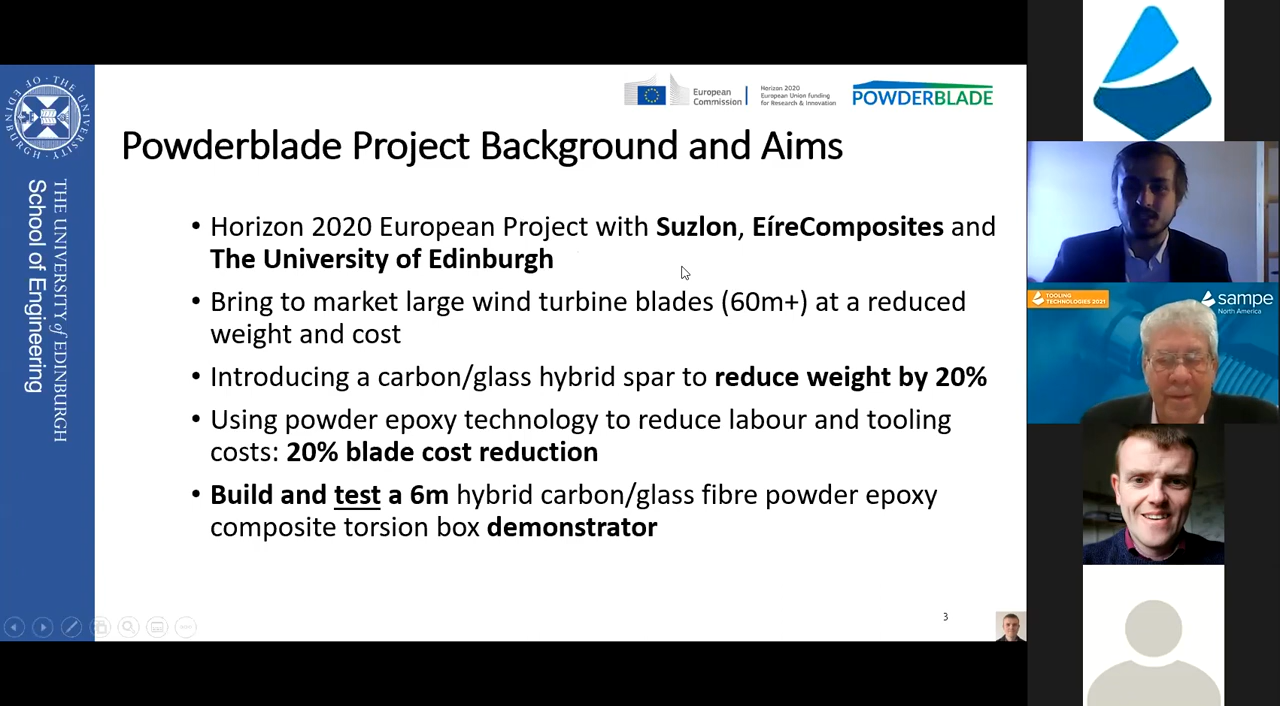 THE UNIVERSITY OF EDINBURGH
THE UNIVERSITY of EDINBURGH
School of Engineering
European
Commission
Horizon 2020
European Union funding
for Research & Innovation
POWDERBLADE
Powderblade Project Background and Aims
• Horizon 2020 European Project with Suzlon, EíreComposites and
The University of Edinburgh
• Bring to market large wind turbine blades (60m+) at a reduced
weight and cost
• Introducing a carbon/glass hybrid spar to reduce weight by 20%
• Using powder epoxy technology to reduce labour and tooling
costs: 20% blade cost reduction
• Build and test a 6m hybrid carbon/glass fibre powder epoxy
composite torsion box demonstrator
3
TOOLING
TECHNOLOGIES 2021
sampe
North America